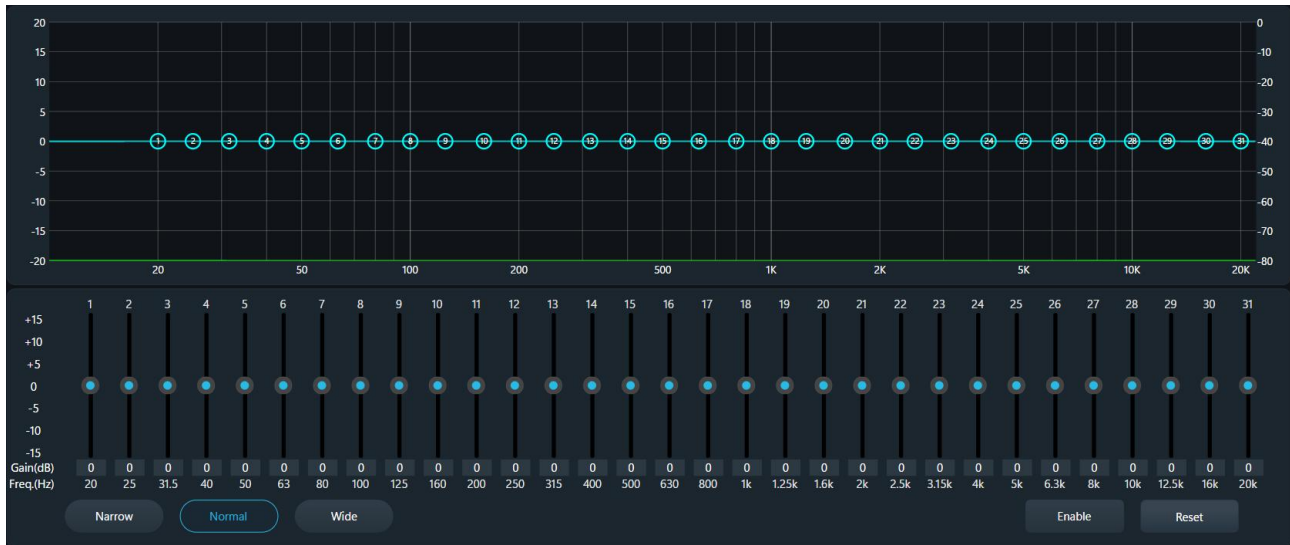 20 0
15 -10
10 -20
5 -30
0 1 2 3 4 5 6 7 8 9 10 11 12 13 14 15 16 17 18 19 20 21 22 23 24 25 26 27 28 29 30 31 -40
-5 -50
-10 -60
-15 -70
-20 -80
20 50 100 200 500 1K 2K 5K 10K 20K
1 2 3 4 5 6 7 8 9 10 11 12 13 14 15 16 17 18 19 20 21 22 23 24 25 26 27 28 29 30 31
+15
+10
+5
0
-5
-10
-15
Gain(dB) 0 0 0 0 0 0 0 0 0 0 0 0 0 0 0 0 0 0 0 0 0 0 0 0 0 0 0 0 0 0 0
Freq.(Hz) 20 25 31.5 40 50 63 80 100 125 160 200 250 315 400 500 630 800 1k 1.25k 1.6k 2k 2.5k 3.15k 4k 5k 6.3k 8k 10k 12.5k 16k 20k
Narrow Normal Wide Enable Reset